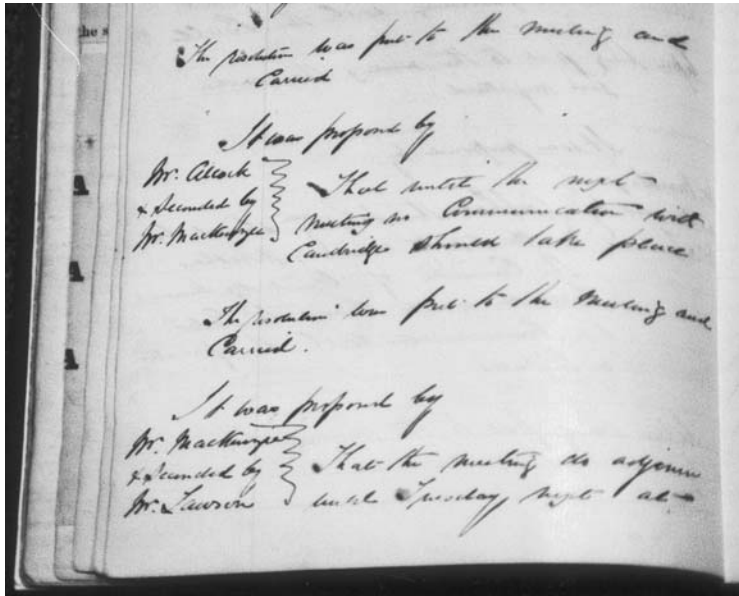 the s
The resolution was put to the meeting and
Carried
It was proposed by
Mr. Alcock
& Seconded by
Mr. Mackenzie
That until the next
meeting no Communication with
Cambridge should take place
The resolution was put to the Meeting and
Carried.
It was proposed by
Mr. Mackenzie
& Seconded by
Mr. Lawson
That the meeting do adjourn
until Tuesday next at
A
A
A